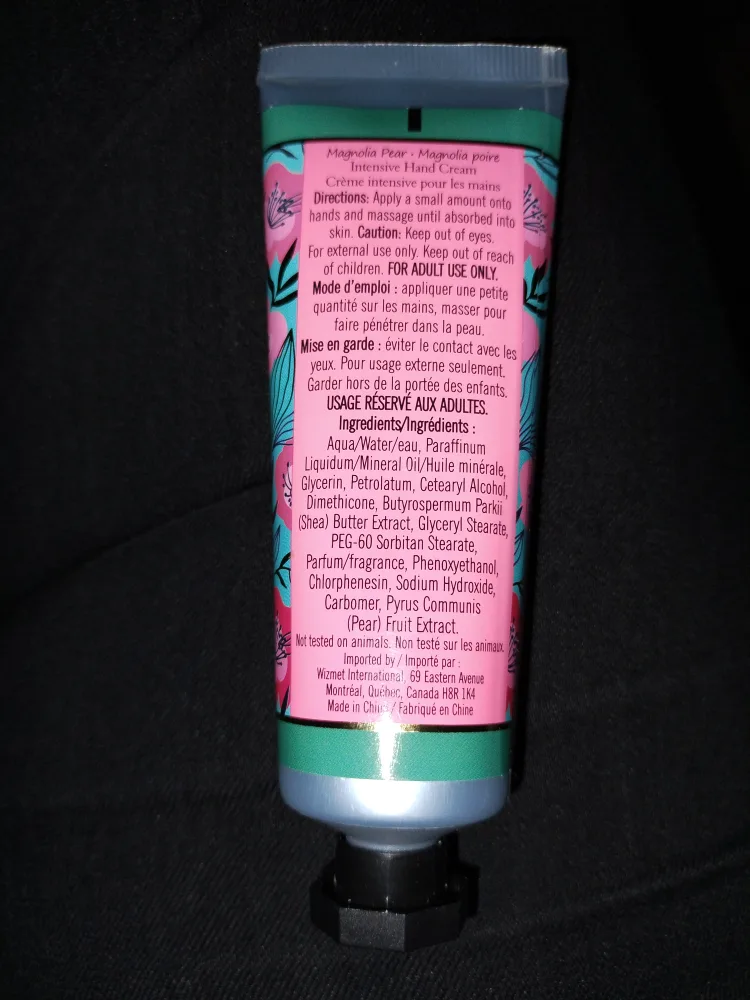 Magnolia Pear • Magnolia poire
Intensive Hand Cream
Crème intensive pour les mains
Directions: Apply a small amount onto
hands and massage until absorbed into
skin. Caution: Keep out of eyes.
For external use only. Keep out of reach
of children. FOR ADULT USE ONLY.
Mode d'emploi : appliquer une petite
quantité sur les mains, masser pour
faire pénétrer dans la peau.
Mise en garde : éviter le contact avec les
yeux. Pour usage externe seulement.
Garder hors de la portée des enfants.
USAGE RÉSERVÉ AUX ADULTES.
Ingredients/Ingrédients :
Aqua/Water/eau, Paraffinum
Liquidum/Mineral Oil/Huile minérale,
Glycerin, Petrolatum, Cetearyl Alcohol,
Dimethicone, Butyrospermum Parkii
(Shea) Butter Extract, Glyceryl Stearate,
PEG-60 Sorbitan Stearate,
Parfum/fragrance, Phenoxyethanol,
Chlorphenesin, Sodium Hydroxide,
Carbomer, Pyrus Communis
(Pear) Fruit Extract.
Not tested on animals. Non testé sur les animaux.
Imported by / Importé par :
Wizmet International, 69 Eastern Avenue
Montréal, Québec, Canada H8R 1K4
Made in China / Fabriqué en Chine